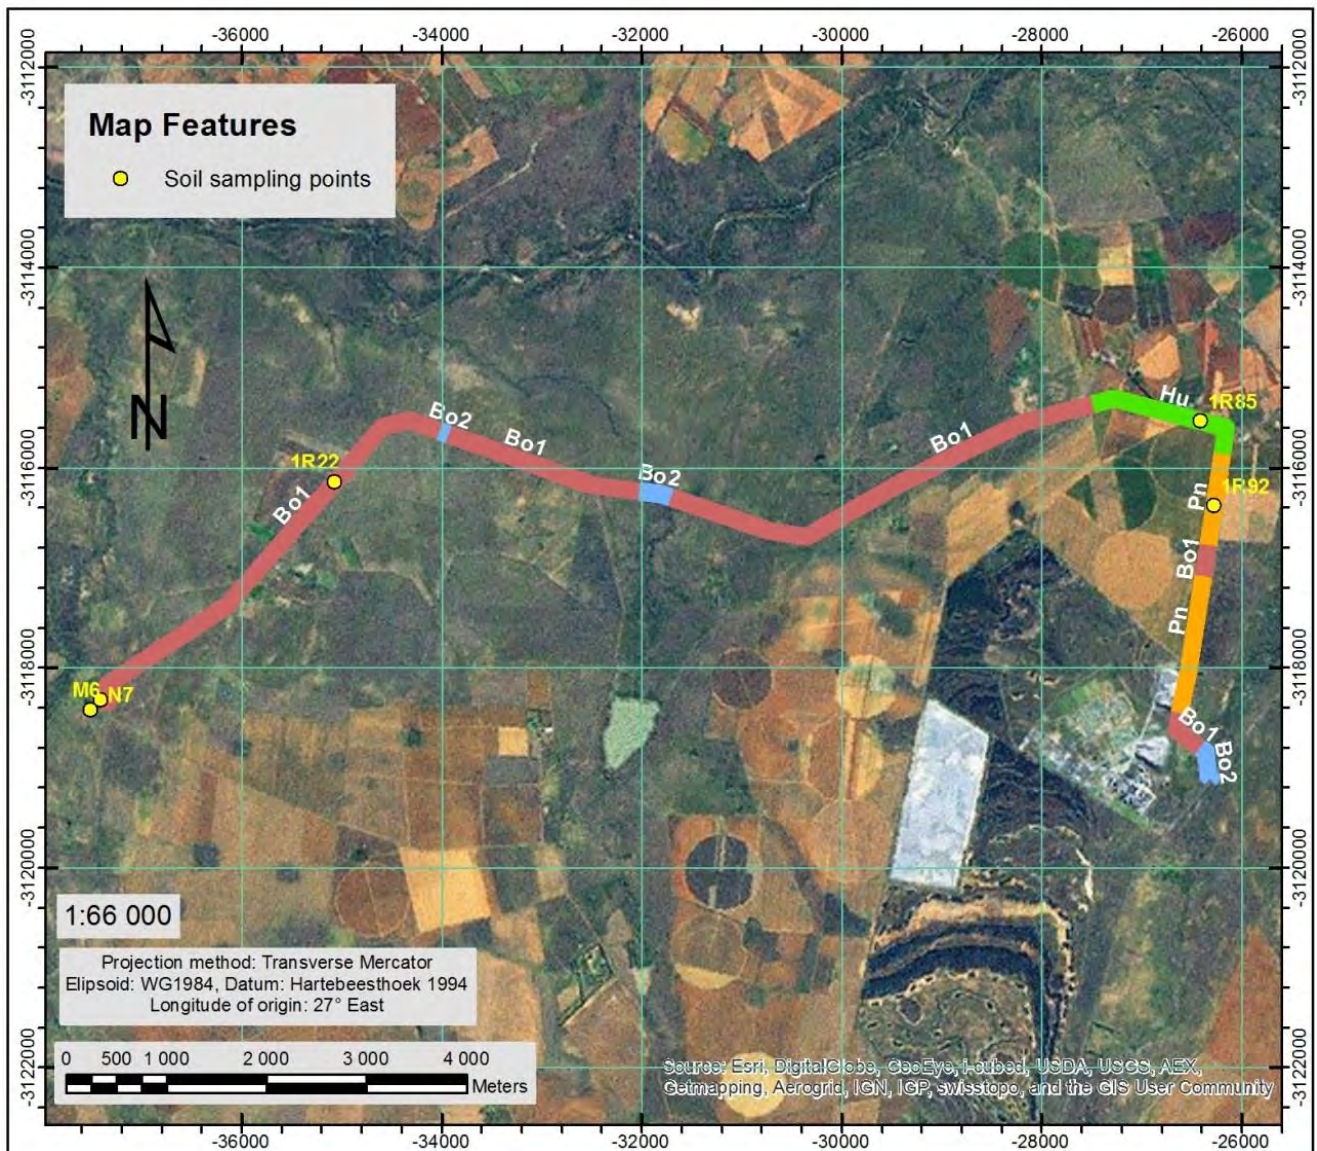 -36000 -34000 -32000 -30000 -28000 -26000
-3112000
-3112000
Map Features
Soil sampling points
-3114000
-3114000
N
Hu
1R85
Bo2
Bo1
Bo1
1R22
Bo1
Bo2
-3116000
-3116000
Pn
1R92
Bo1
Pn
-3118000
-3118000
M6 N7
Bo1
Bo2
-3120000
-3120000
1:66 000
Projection method: Transverse Mercator
Elipsoid: WG1984, Datum: Hartebeesthoek 1994
Longitude of origin: 27° East
0 500 1 000 2 000 3 000 4 000
Meters
Source: Esri, DigitalGlobe, GeoEye, i-cubed, USDA, USGS, AEX,
Getmapping, Aerogrid, IGN, IGP, swisstopo, and the GIS User Community
-3122000
-3122000
-36000 -34000 -32000 -30000 -28000 -26000